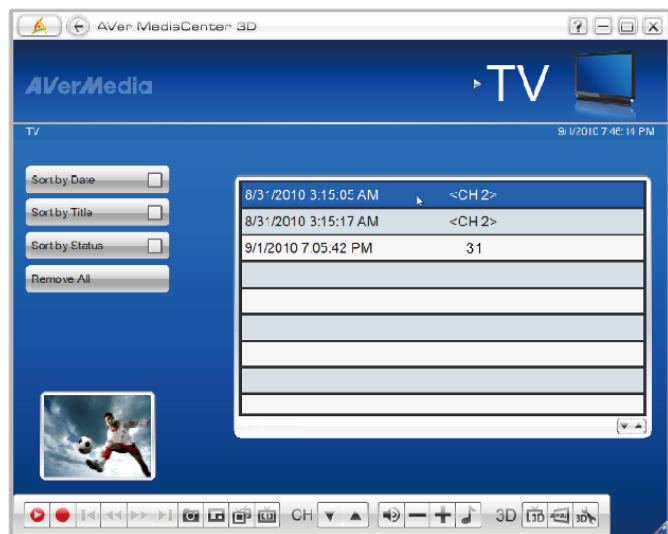 AVer MediaCenter 3D
?
AVerMedia
TV
TV
9/1/2010 7:46:14 PM
Sort by Date
Sort by Title
Sort by Status
Remove All
8/31/2010 3:15:05 AM <CH 2>
8/31/2010 3:15:17 AM <CH 2>
9/1/2010 7.05.42 PM 31
CH
3D
3D
3D